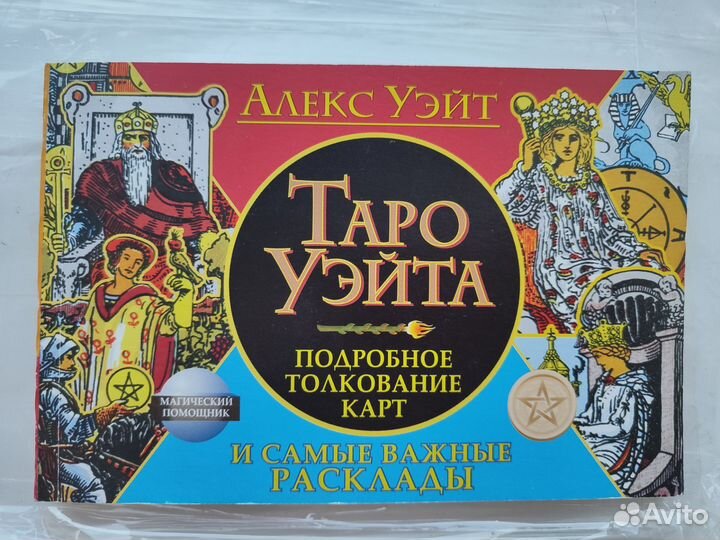 Алекс Уэйт
Таро
Уэйта
ПОДРОБНОЕ
ТОЛКОВАНИЕ
КАРТ
МАГИЧЕСКИЙ
ПОМОЩНИК
И САМЫЕ ВАЖНЫЕ
РАСКЛАДЫ
Avito